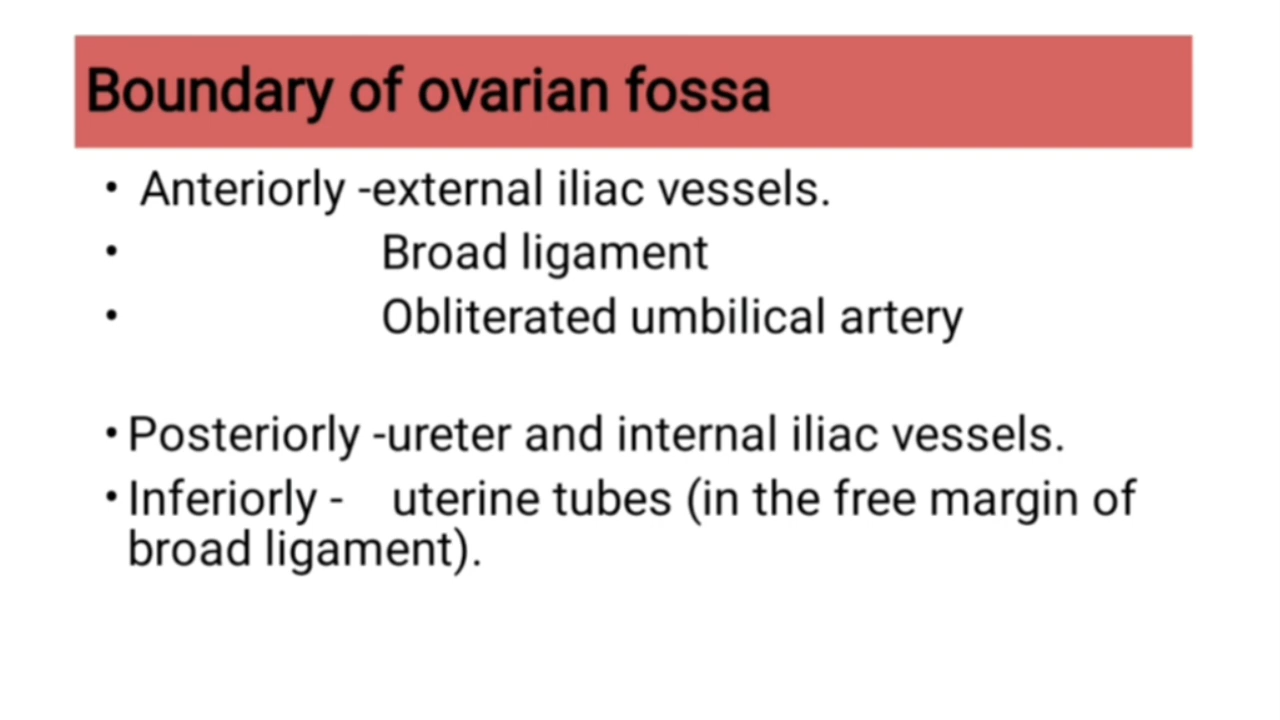 Boundary of ovarian fossa
• Anteriorly -external iliac vessels.
• Broad ligament
• Obliterated umbilical artery
• Posteriorly -ureter and internal iliac vessels.
• Inferiorly - uterine tubes (in the free margin of
broad ligament).